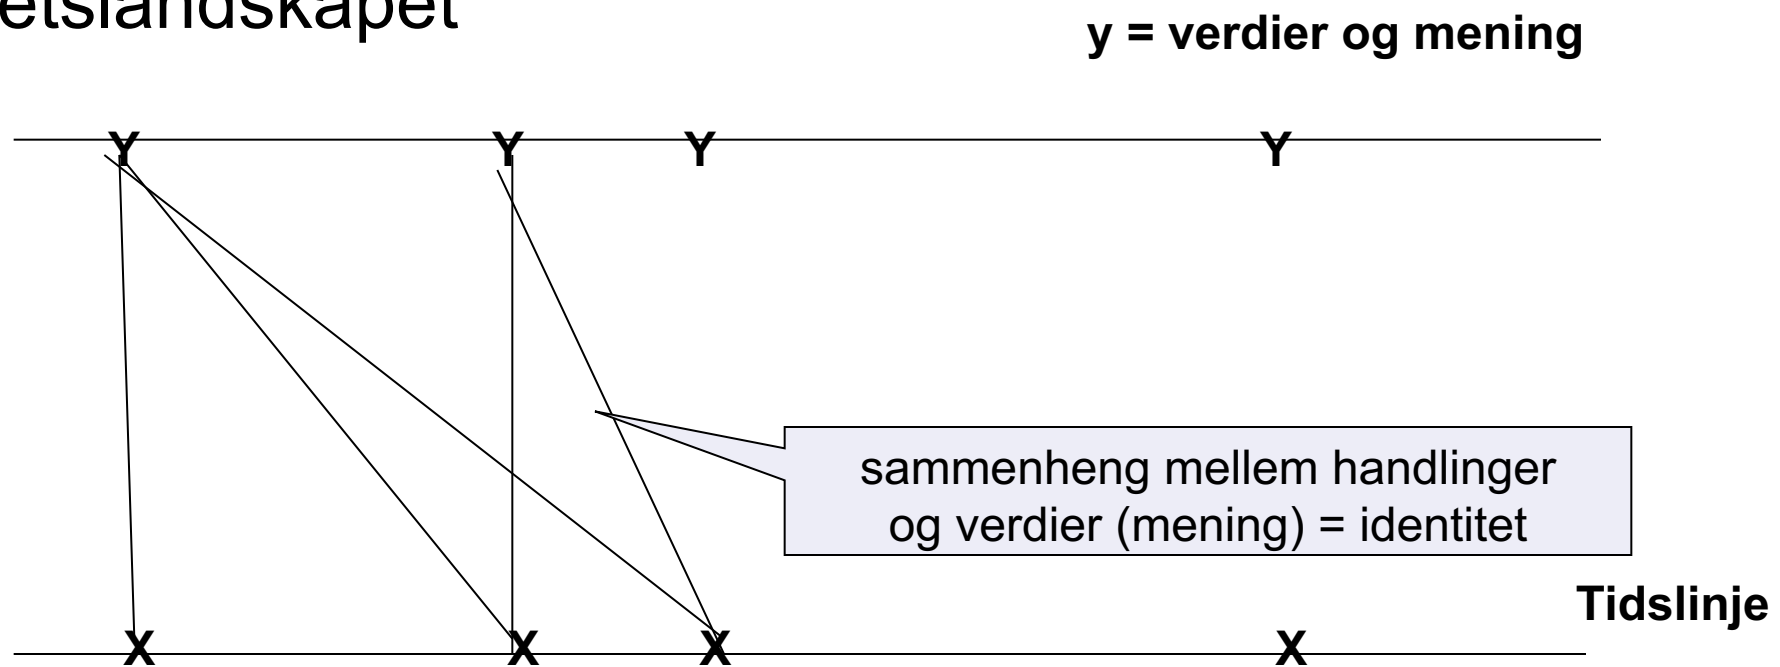 etslandskapet
y = verdier og mening
Y Y Y Y
sammenheng mellem handlinger
og verdier (mening) = identitet
Tidslinje
X X X X